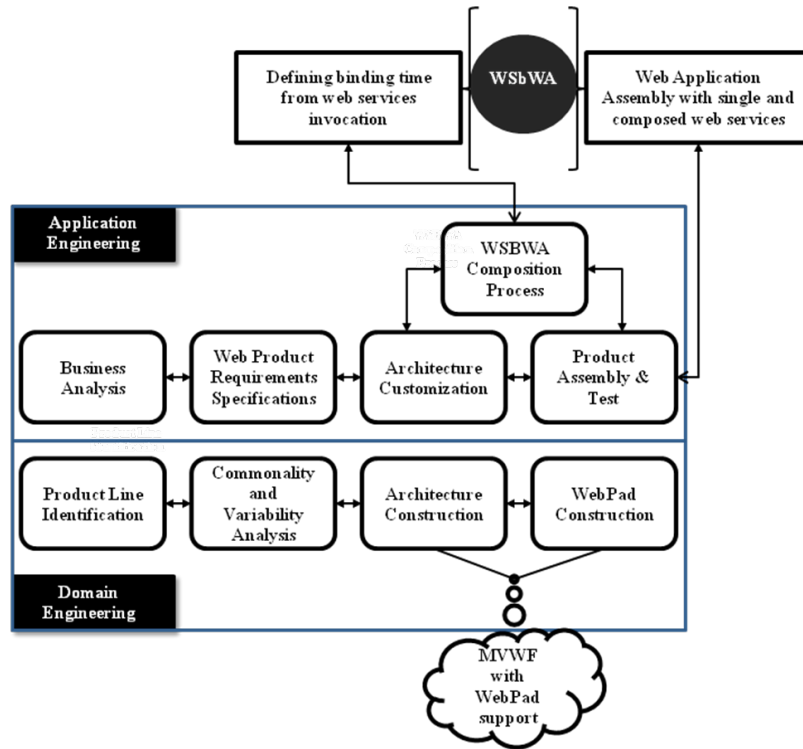 Defining binding time
from web services
invocation
WSbWA
Web Application
Assembly with single and
composed web services
Application
Engineering
WSBWA
Composition
Process
Business
Analysis
Web Product
Requirements
Specifications
Architecture
Customization
Product
Assembly &
Test
Product Line
Identification
Commonality
and
Variability
Analysis
Architecture
Construction
WebPad
Construction
Domain
Engineering
MVWF
with
WebPad
support